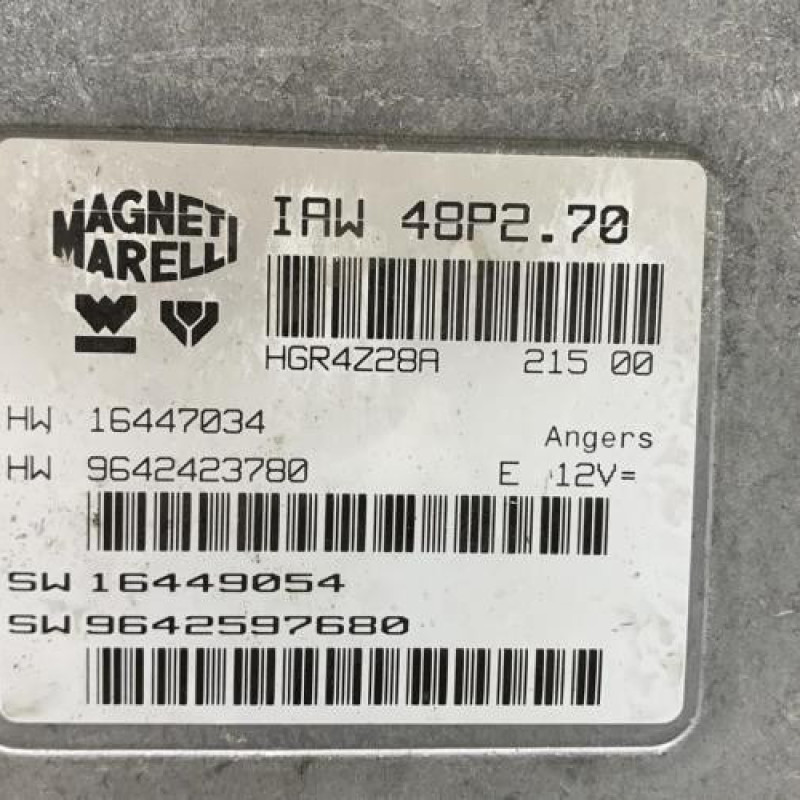 MAGNETI
MARELLI
IAW 48P2.70
HGR4Z28A 215 00
HW 16447034
Angers
HW 9642423780 E 12V=
SW 16449054
SW 9642597680